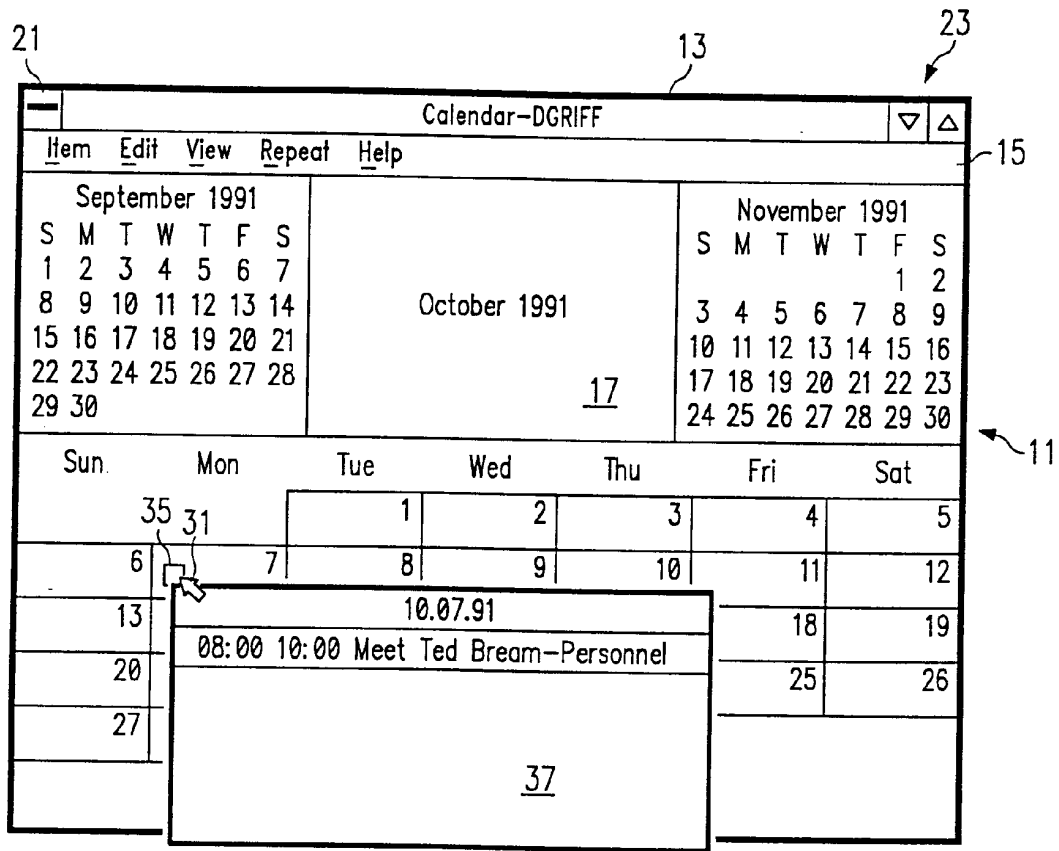 21
13
23
Calendar-DGRIFF
Item Edit View Repeat Help
15
September 1991
S M T W T F S
1 2 3 4 5 6 7
8 9 10 11 12 13 14
15 16 17 18 19 20 21
22 23 24 25 26 27 28
29 30
October 1991
17
November 1991
S M T W T F S
1 2
3 4 5 6 7 8 9
10 11 12 13 14 15 16
17 18 19 20 21 22 23
24 25 26 27 28 29 30
11
Sun. Mon Tue Wed Thu Fri Sat
1 2 3 4 5
35 31
6 7 8 9 10 11 12
10.07.91
13 18 19
08:00 10:00 Meet Ted Bream-Personnel
20 25 26
27
37